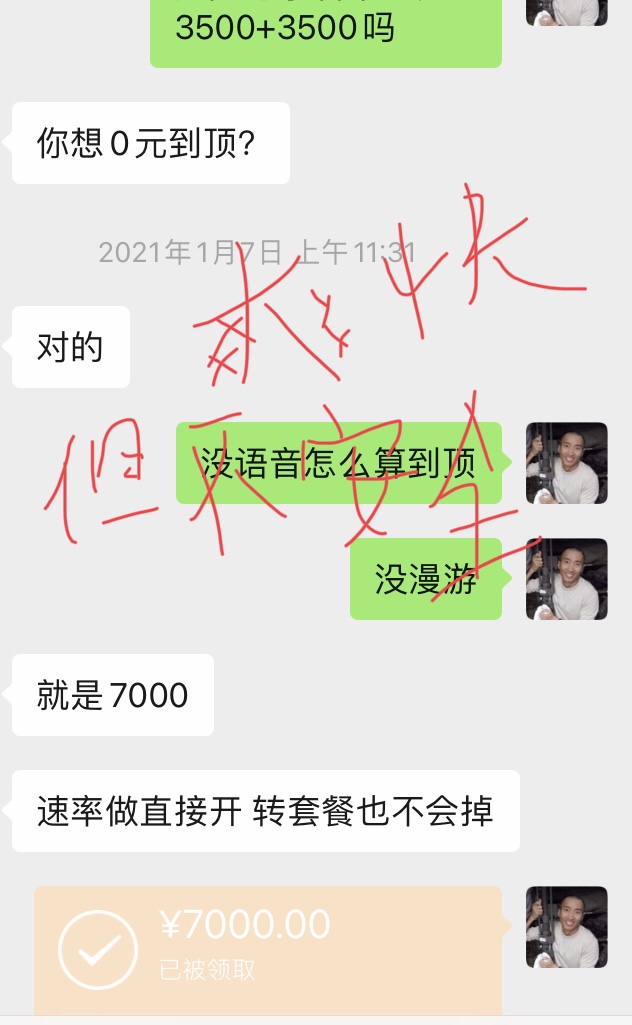 3500+3500吗
你想0元到顶?
2021年1月7日 上午11:31
爽快
对的
但不安全
没语音怎么算到顶
没漫游
就是7000
速率做直接开 转套餐也不会掉
¥7000.00
已被领取